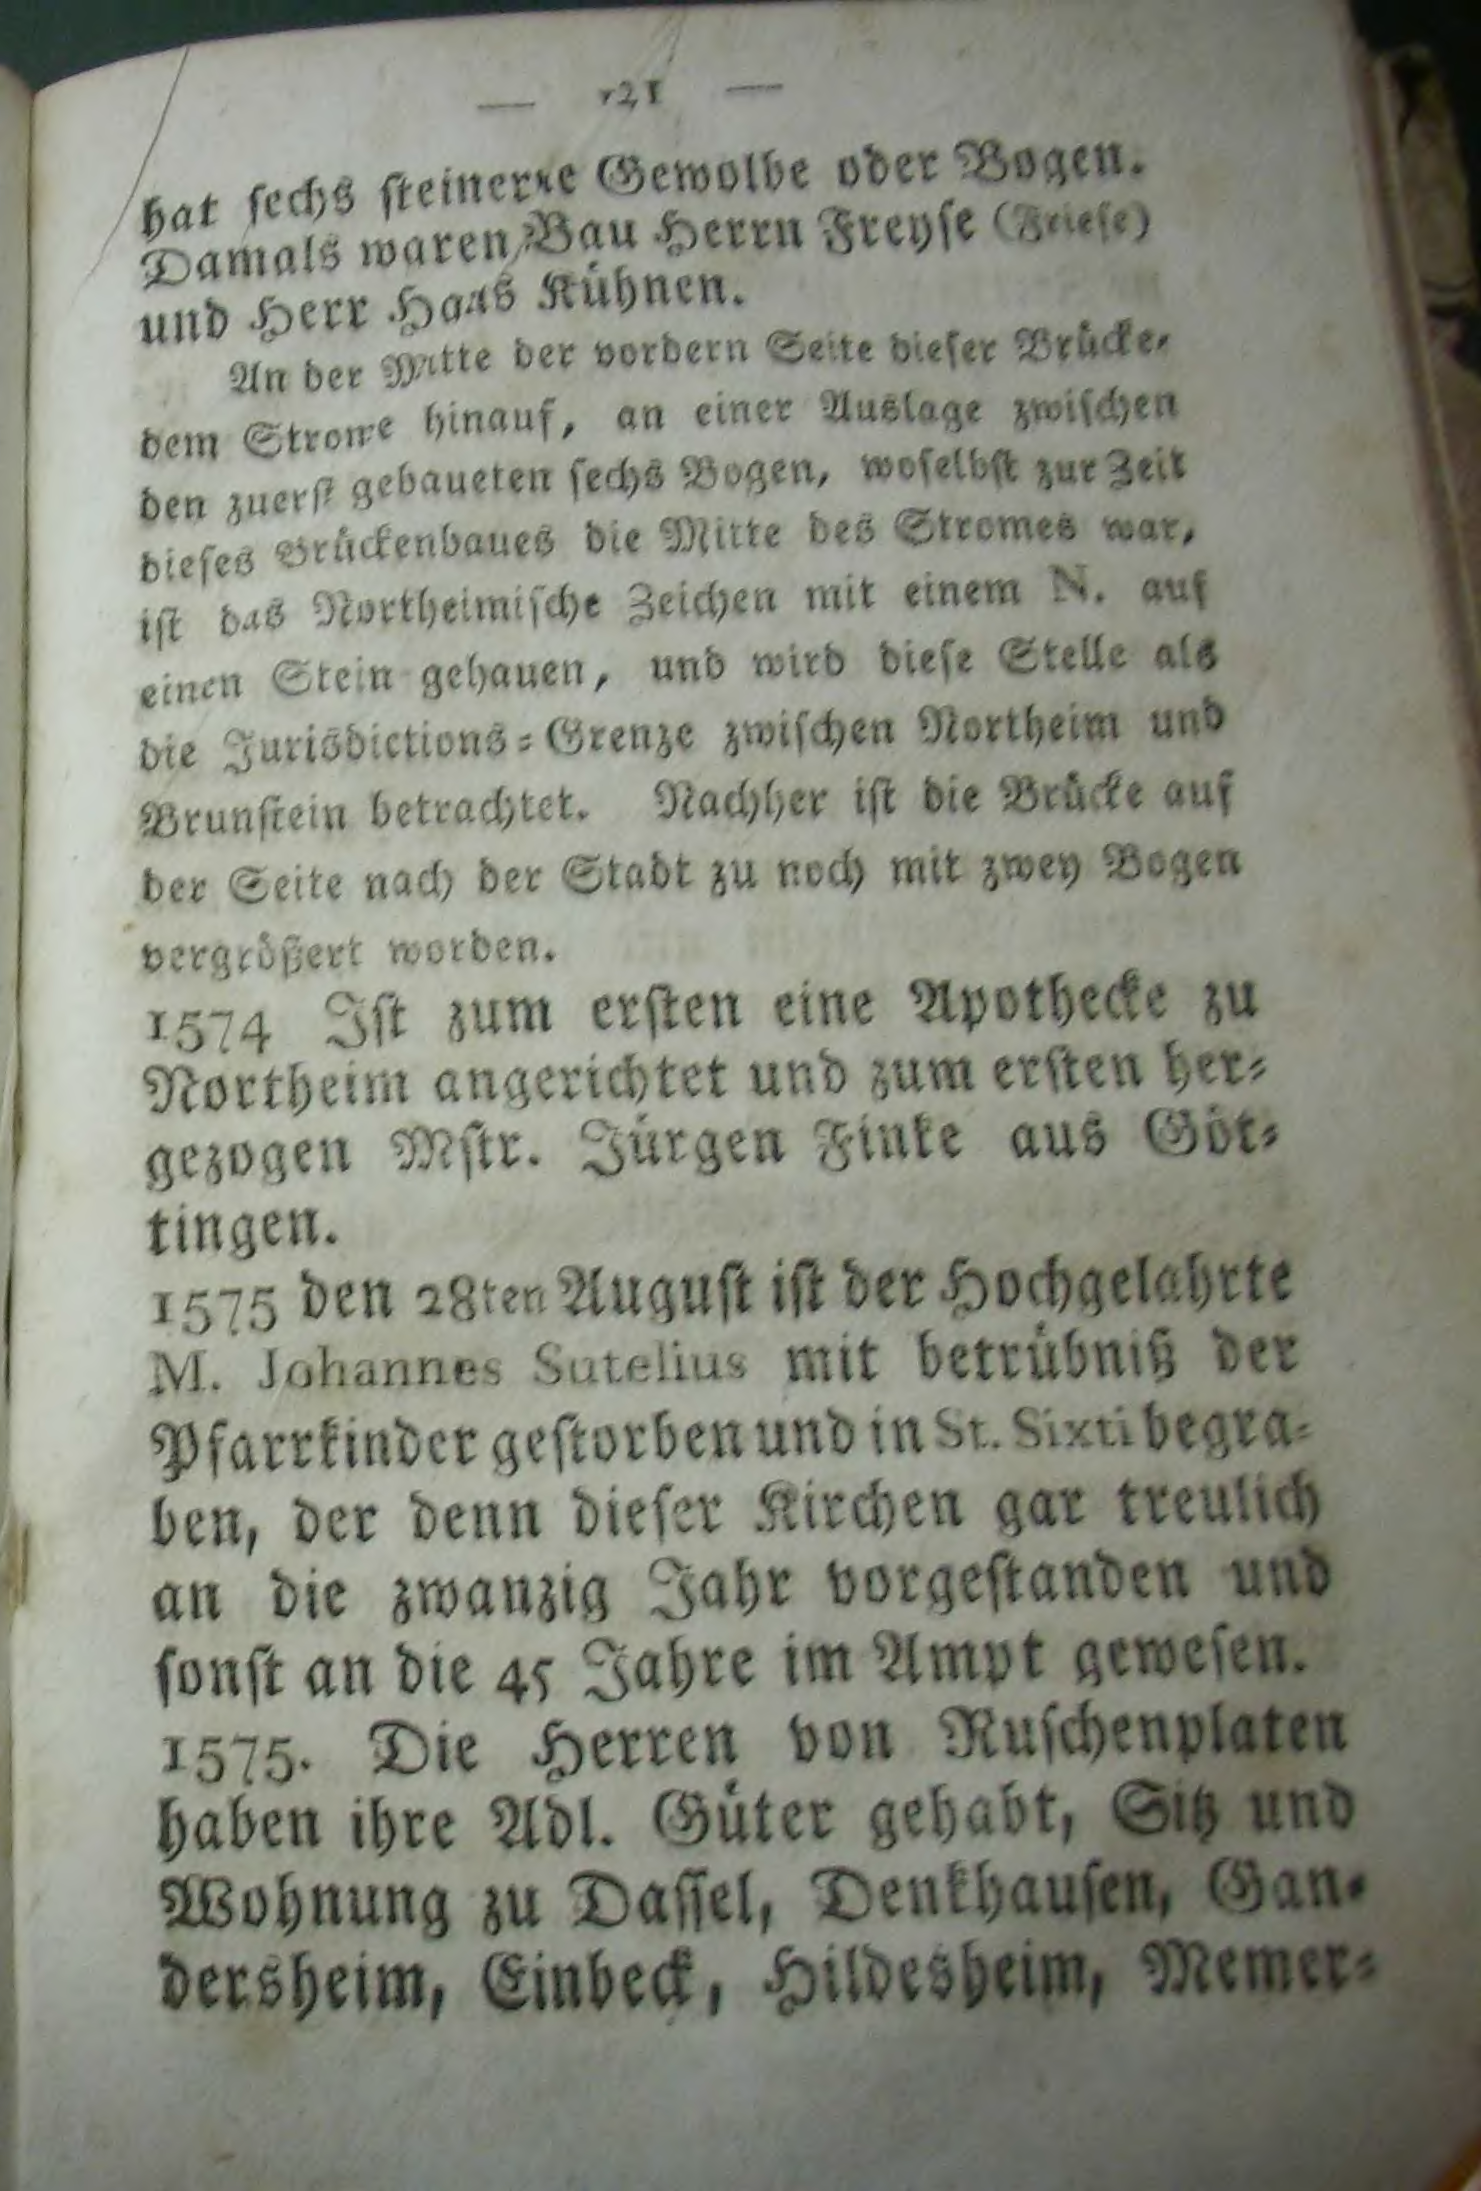 — 121 —
hat sechs steinerne Gewolbe oder Bogen.
Damals waren Bau Herrn Freyse (Friese)
und Herr Haas Kühnen.
An der Mitte der vordern Seite dieser Brücke,
dem Strome hinauf, an einer Auslage zwischen
den zuerst gebaueten sechs Bogen, woselbst zur Zeit
dieses Brückenbaues die Mitte des Stromes war,
ist das Northeimische Zeichen mit einem N. auf
einen Stein gehauen, und wird diese Stelle als
die Jurisdictions-Grenze zwischen Northeim und
Brunstein betrachtet. Nachher ist die Brücke auf
der Seite nach der Stadt zu noch mit zwey Bogen
vergrößert worden.
1574 Ist zum ersten eine Apothecke zu
Northeim angerichtet und zum ersten her-
gezogen Mstr. Jürgen Finke aus Göt-
tingen.
1575 den 28ten August ist der Hochgelahrte
M. Johannes Sutelius mit betrübniß der
Pfarrkinder gestorben und in St. Sixti begra-
ben, der denn dieser Kirchen gar treulich
an die zwanzig Jahr vorgestanden und
sonst an die 45 Jahre im Ampt gewesen.
1575. Die Herren von Ruschenplaten
haben ihre Adl. Güter gehabt, Sitz und
Wohnung zu Dassel, Denkhausen, Gan-
dersheim, Einbeck, Hildesheim, Memer-